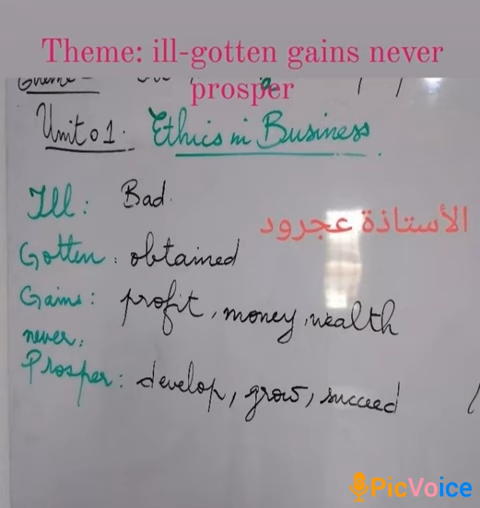 Theme: ill-gotten gains never
prosper
Unit 01. Ethics in Business
Ill: Bad.
الأستاذة عجرود
Gotten: obtained
Gains: profit, money, wealth
never:
Prosper: develop, grow, succeed
PicVoice